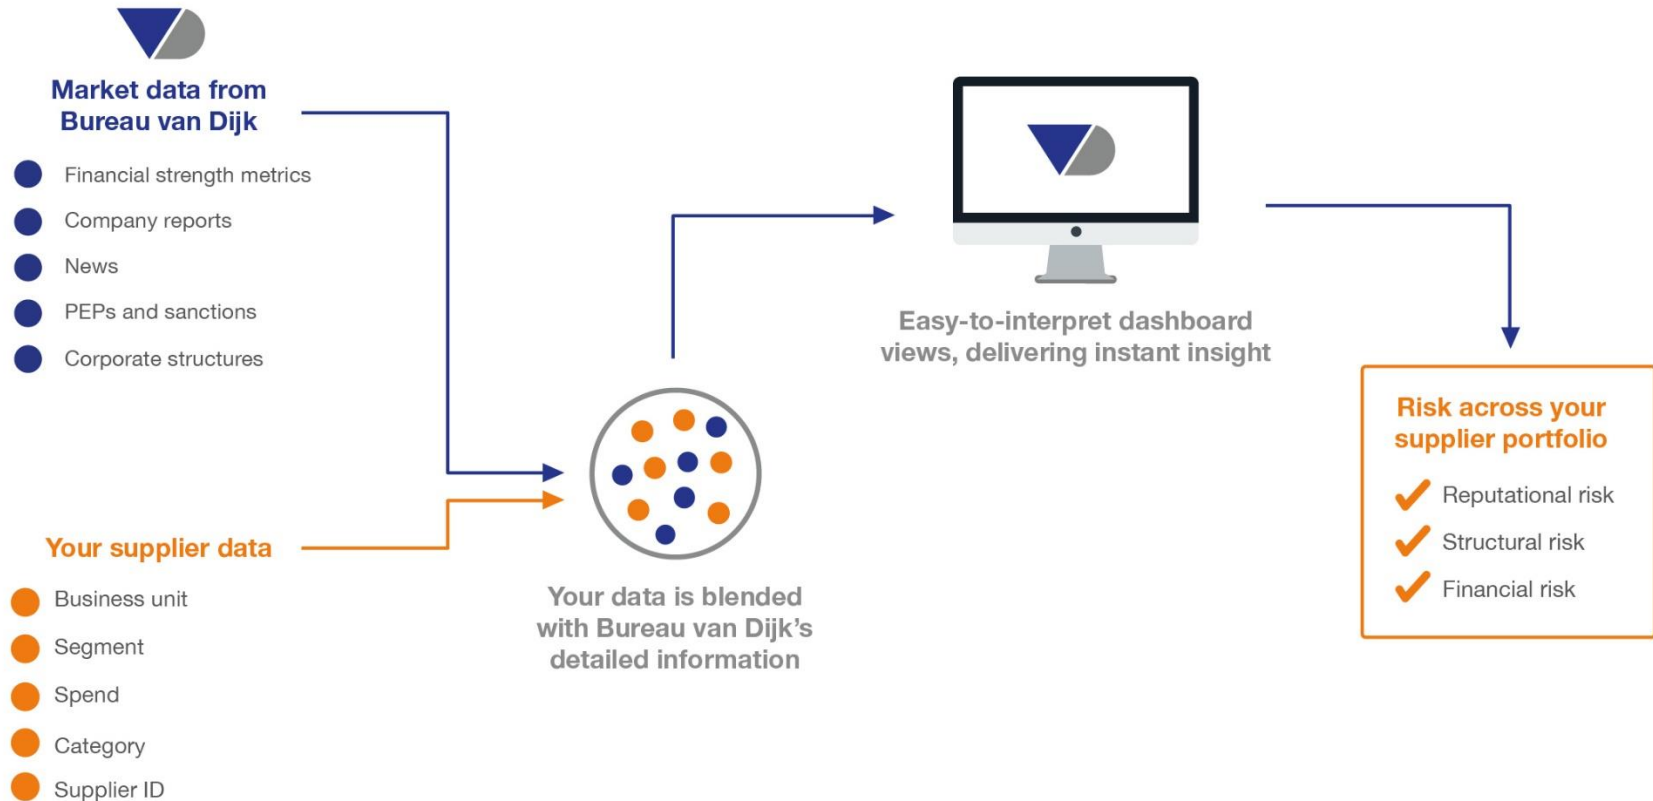 Market data from
Bureau van Dijk
Financial strength metrics
Company reports
News
PEPs and sanctions
Corporate structures
Your supplier data
Business unit
Segment
Spend
Category
Supplier ID
Your data is blended
with Bureau van Dijk's
detailed information
Easy-to-interpret dashboard
views, delivering instant insight
Risk across your
supplier portfolio
Reputational risk
Structural risk
Financial risk